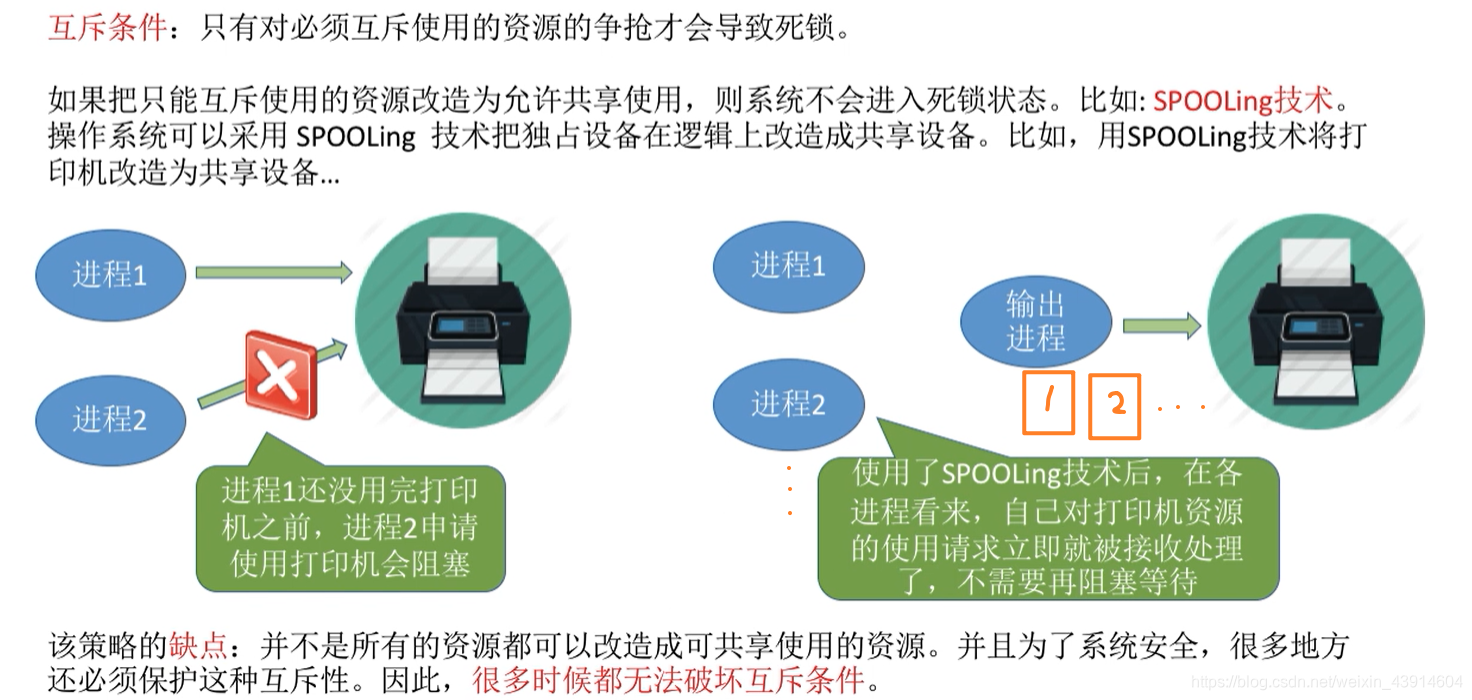 互斥条件：只有对必须互斥使用的资源的争抢才会导致死锁。
如果把只能互斥使用的资源改造为允许共享使用，则系统不会进入死锁状态。比如: SPOOLing技术。
操作系统可以采用 SPOOLing 技术把独占设备在逻辑上改造成共享设备。比如，用SPOOLing技术将打
印机改造为共享设备...
进程1
进程2
进程1还没用完打印
机之前，进程2申请
使用打印机会阻塞
进程1
进程2
输出
进程
1 2 ...
使用了SPOOLing技术后，在各
进程看来，自己对打印机资源
的使用请求立即就被接收处理
了，不需要再阻塞等待
该策略的缺点：并不是所有的资源都可以改造成可共享使用的资源。并且为了系统安全，很多地方
还必须保护这种互斥性。因此，很多时候都无法破坏互斥条件。
https://blog.csdn.net/weixin_43914604